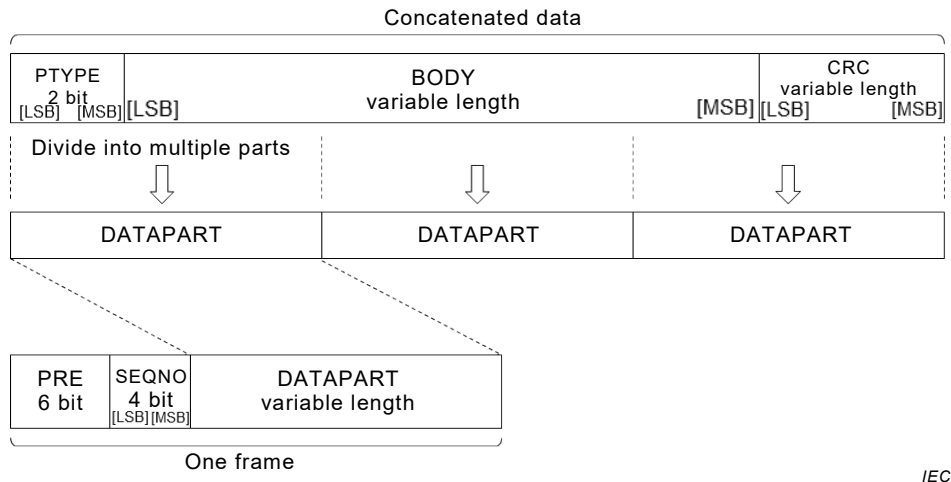 Concatenated data
PTYPE
2 bit
[LSB] [MSB]
BODY
variable length
[LSB] [MSB]
CRC
variable length
[LSB] [MSB]
Divide into multiple parts
DATAPART
DATAPART
DATAPART
PRE
6 bit
SEQNO
4 bit
[LSB] [MSB]
DATAPART
variable length
One frame
IEC